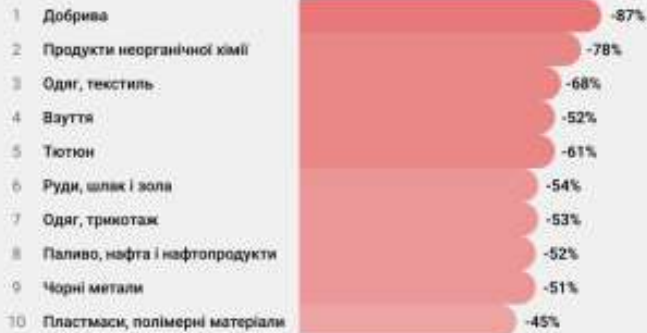 1 Добрива -87%
2 Продукти неорганічної хімії -78%
3 Одяг, текстиль -68%
4 Взуття -52%
5 Тютюн -61%
6 Руди, шлак і зола -54%
7 Одяг, трикотаж -53%
8 Паливо, нафта і нафтопродукти -52%
9 Чорні метали -51%
10 Пластмаси, полімерні матеріали -45%